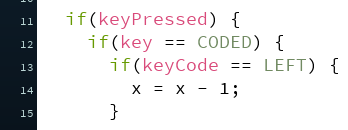 11 if(keyPressed) {
12 if(key == CODED) {
13 if(keyCode == LEFT) {
14 x = x - 1;
15 }